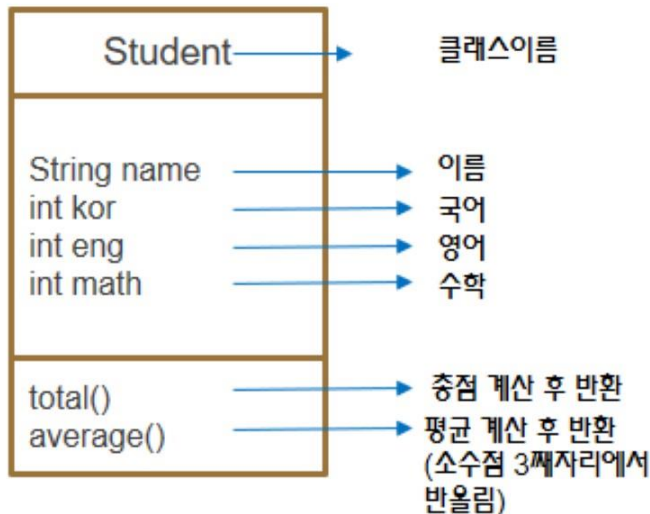 Student 클래스이름
String name 이름
int kor 국어
int eng 영어
int math 수학
total() 총점 계산 후 반환
average() 평균 계산 후 반환
(소수점 3째자리에서
반올림)